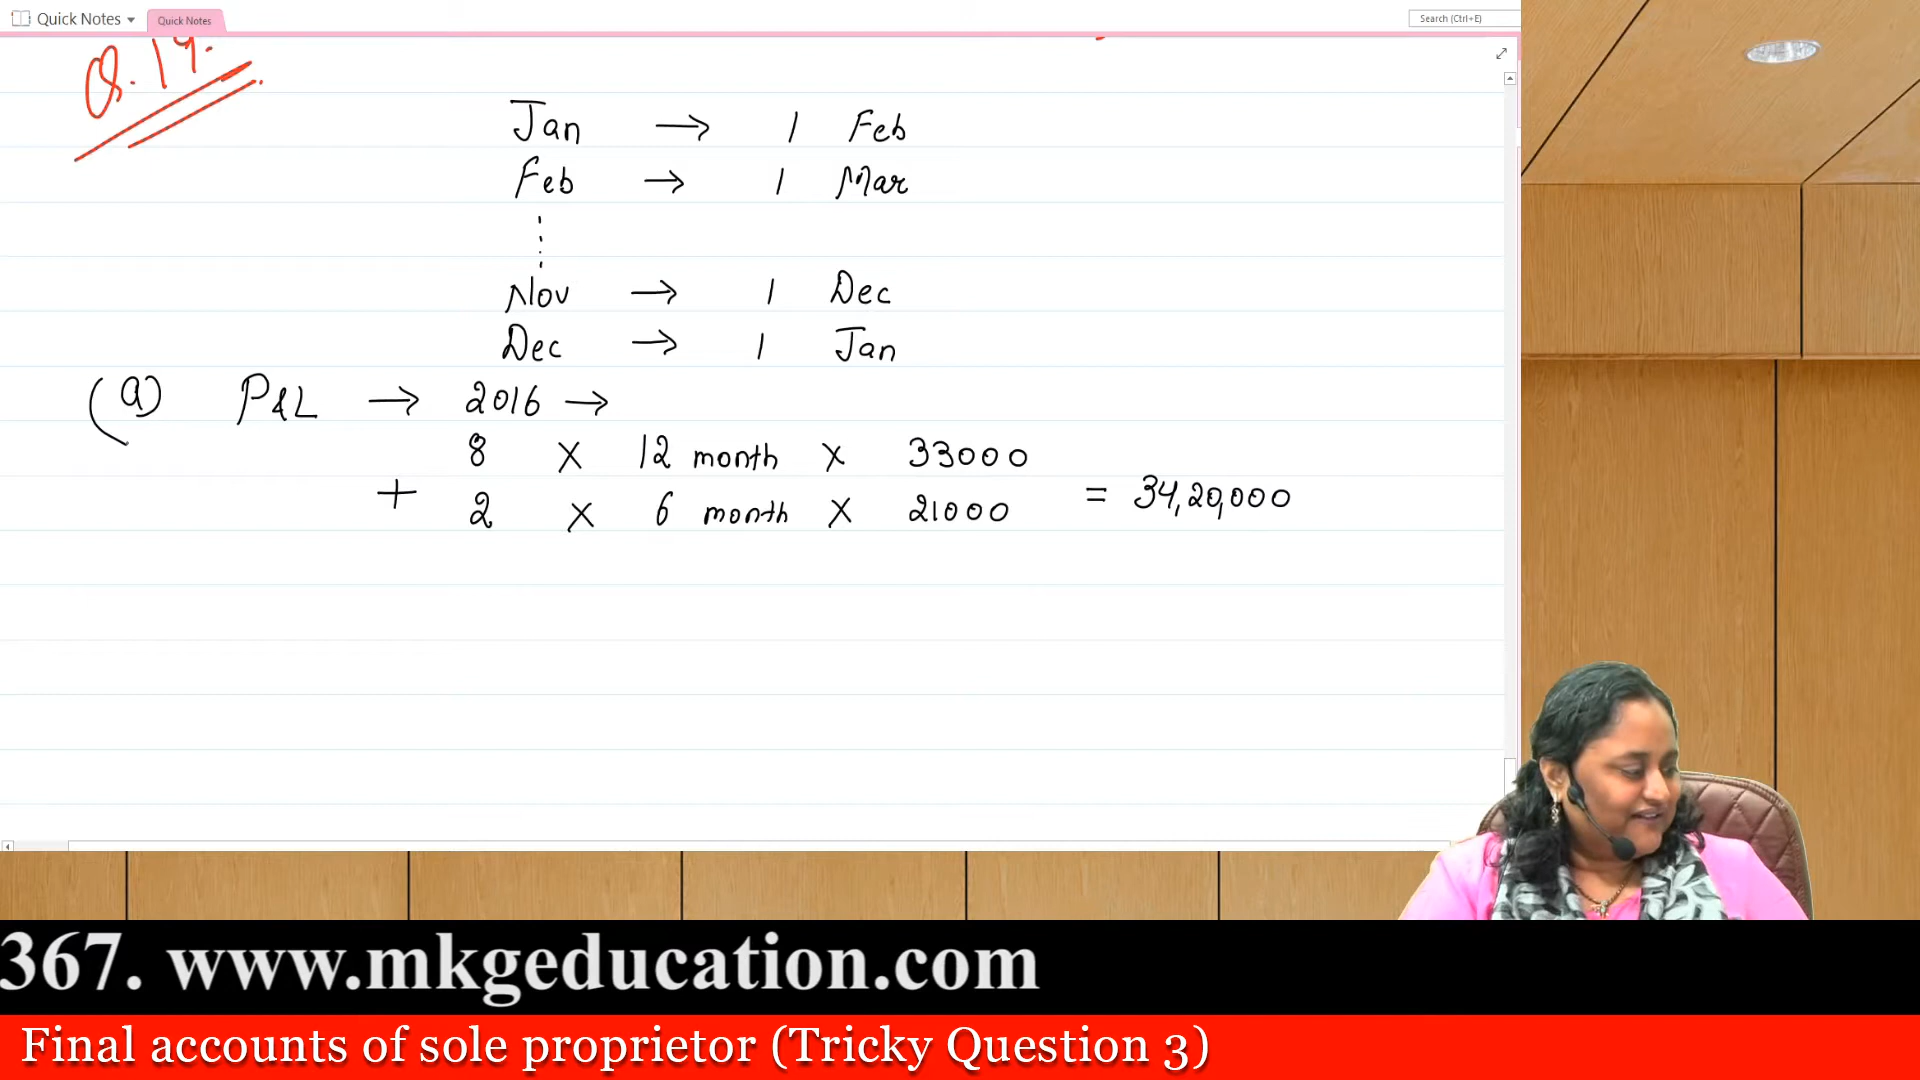 Quick Notes
Quick Notes
Search (Ctrl+E)
Q. 19.
Jan → 1 Feb
Feb → 1 Mar
Nov → 1 Dec
Dec → 1 Jan
(a) P&L → 2016 →
8 X 12 month X 33000
+ 2 X 6 month X 21000 = 34,20,000
367. www.mkgeducation.com
Final accounts of sole proprietor (Tricky Question 3)